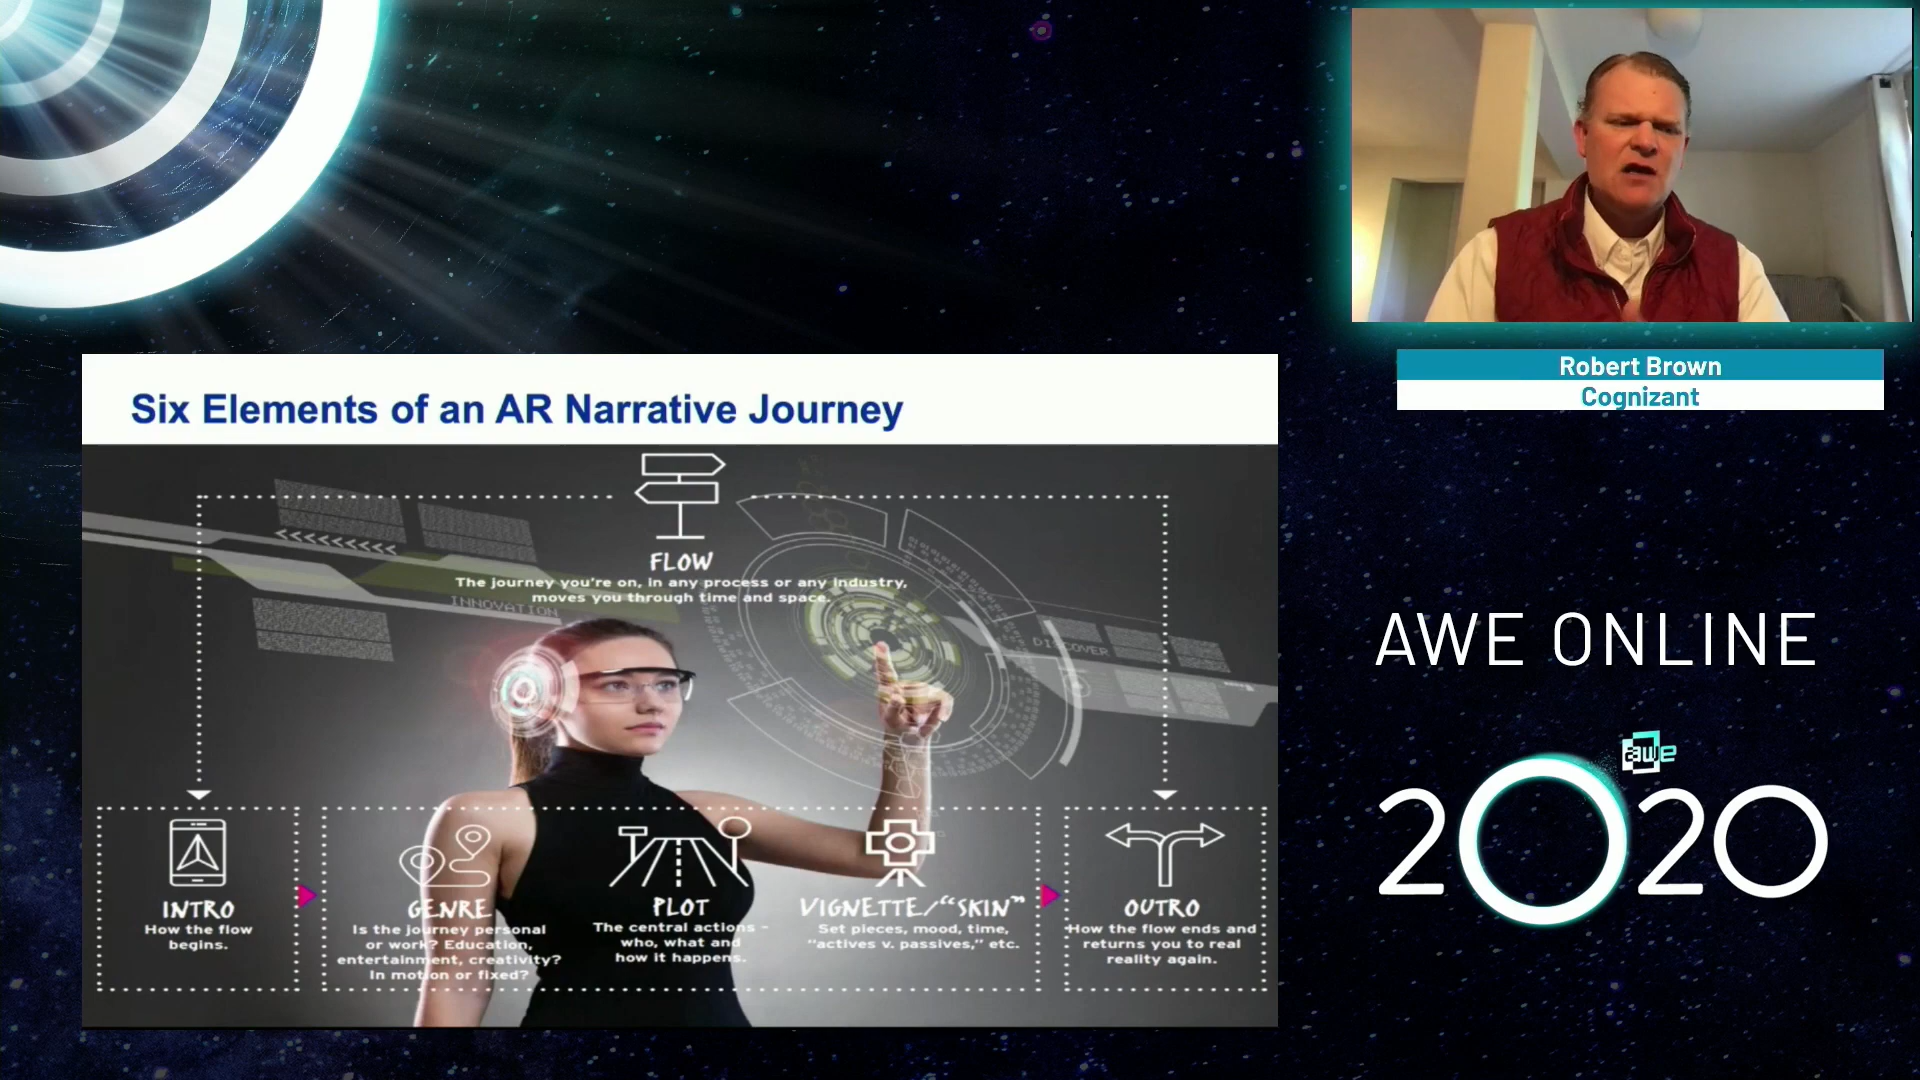 Robert Brown
Cognizant
Six Elements of an AR Narrative Journey
FLOW
The journey you're on, in any process or any industry,
moves you through time and space.
INNOVATION
DISCOVER
INTRO
How the flow
begins.
GENRE
Is the journey personal
or work? Education,
entertainment, creativity?
In motion or fixed?
PLOT
The central actions –
who, what and
how it happens.
VIGNETTE/"SKIN"
Set pieces, mood, time,
"actives v. passives," etc.
OUTRO
How the flow ends and
returns you to real
reality again.
AWE ONLINE
awe
2020